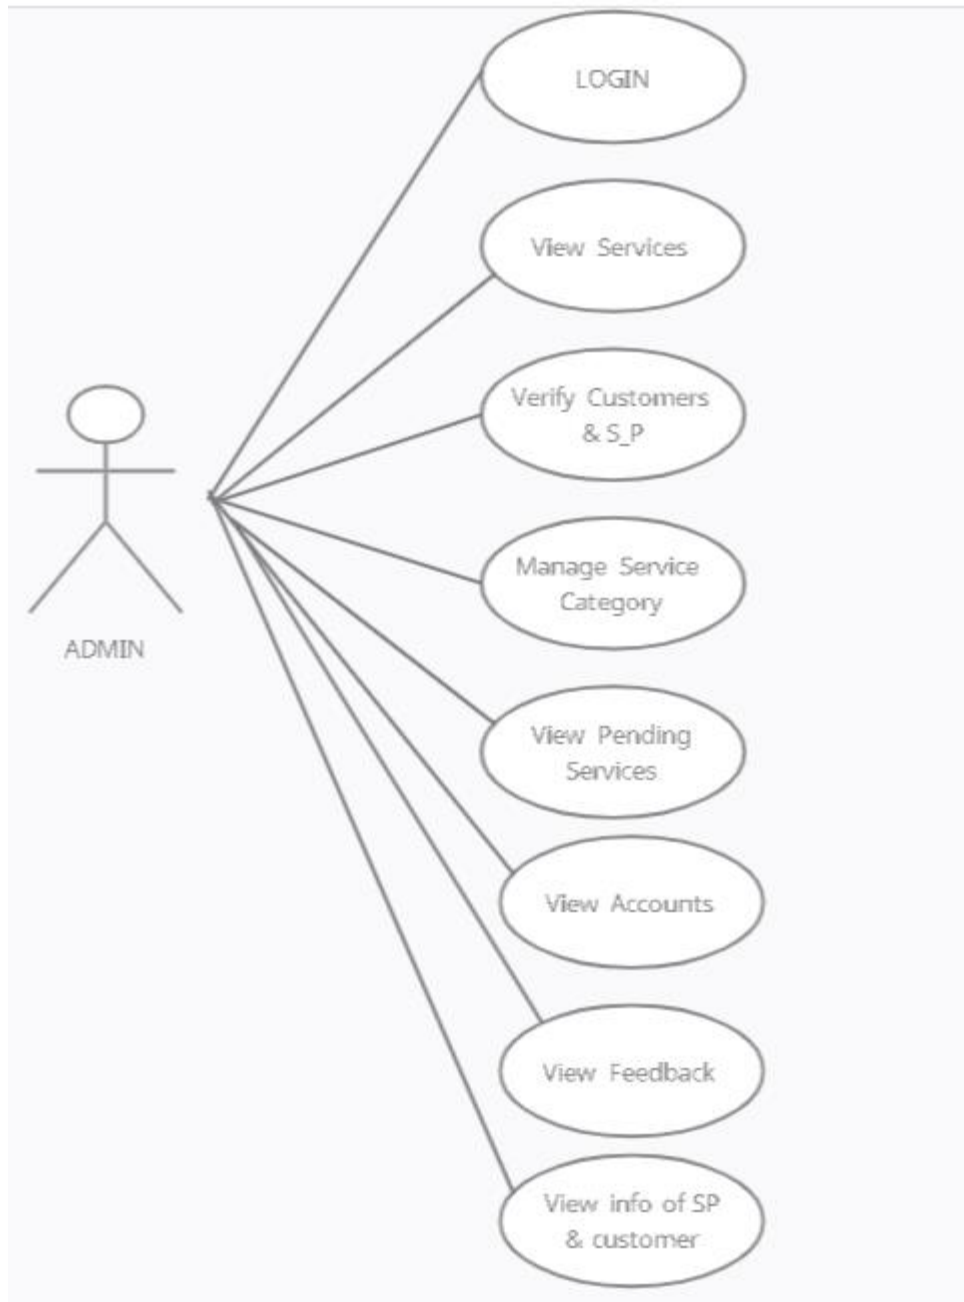 LOGIN
View Services
Verify Customers
& S_P
Manage Service
Category
ADMIN
View Pending
Services
View Accounts
View Feedback
View info of SP
& customer